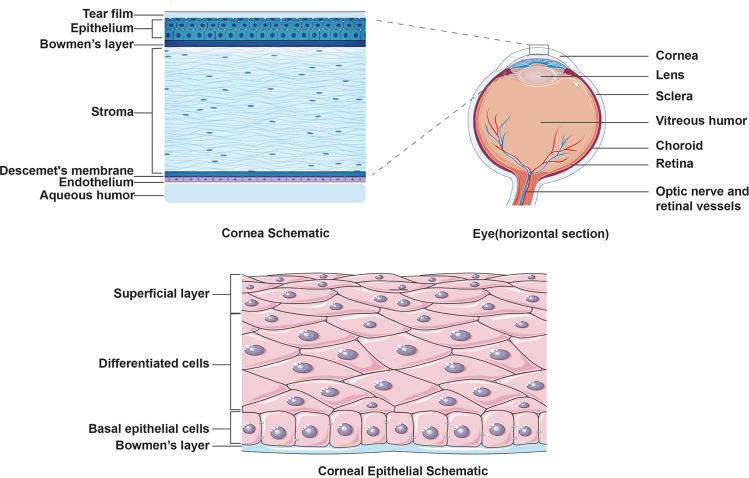 Tear film
Epithelium
Bowmen's layer
Stroma
Descemet's membrane
Endothelium
Aqueous humor
Cornea Schematic
Cornea
Lens
Sclera
Vitreous humor
Choroid
Retina
Optic nerve and
retinal vessels
Eye(horizontal section)
Superficial layer
Differentiated cells
Basal epithelial cells
Bowmen's layer
Corneal Epithelial Schematic